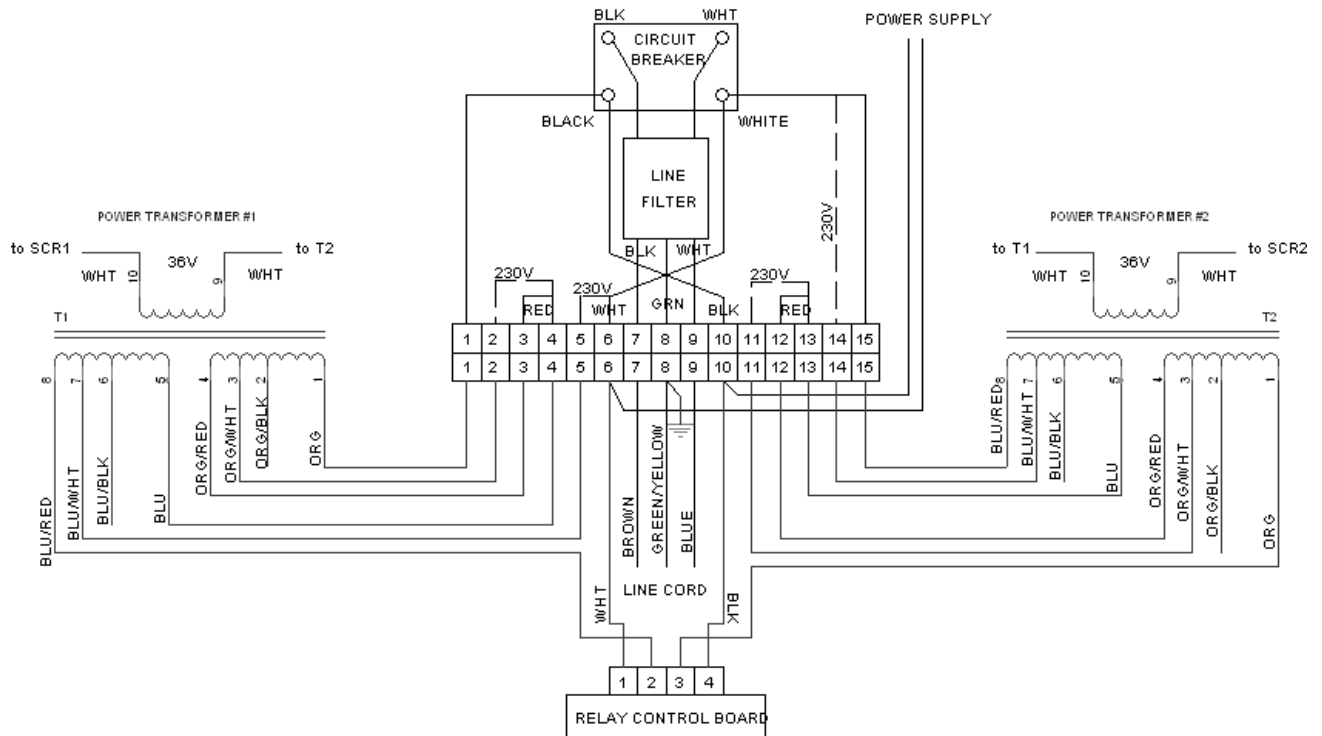 BLK WHT POWER SUPPLY
CIRCUIT
BREAKER
BLACK WHITE
LINE
FILTER
POWER TRANSFORMER #1
to SCR1 to T2
WHT 10 36V 9 WHT
T1
8 7 6 5 4 3 2 1
BLU/RED BLU/WHT BLU/BLK BLU ORG/RED ORG/WHT ORG/BLK ORG
BLK WHT
230V 230V 230V 230V
RED WHT GRN BLK RED
1 2 3 4 5 6 7 8 9 10 11 12 13 14 15
1 2 3 4 5 6 7 8 9 10 11 12 13 14 15
POWER TRANSFORMER #2
to T1 to SCR2
WHT 10 36V 9 WHT
T2
8 7 6 5 4 3 2 1
BLU/RED BLU/WHT BLU/BLK BLU ORG/RED ORG/WHT ORG/BLK ORG
BROWN GREEN/YELLOW BLUE
LINE CORD
WHT BLK
1 2 3 4
RELAY CONTROL BOARD